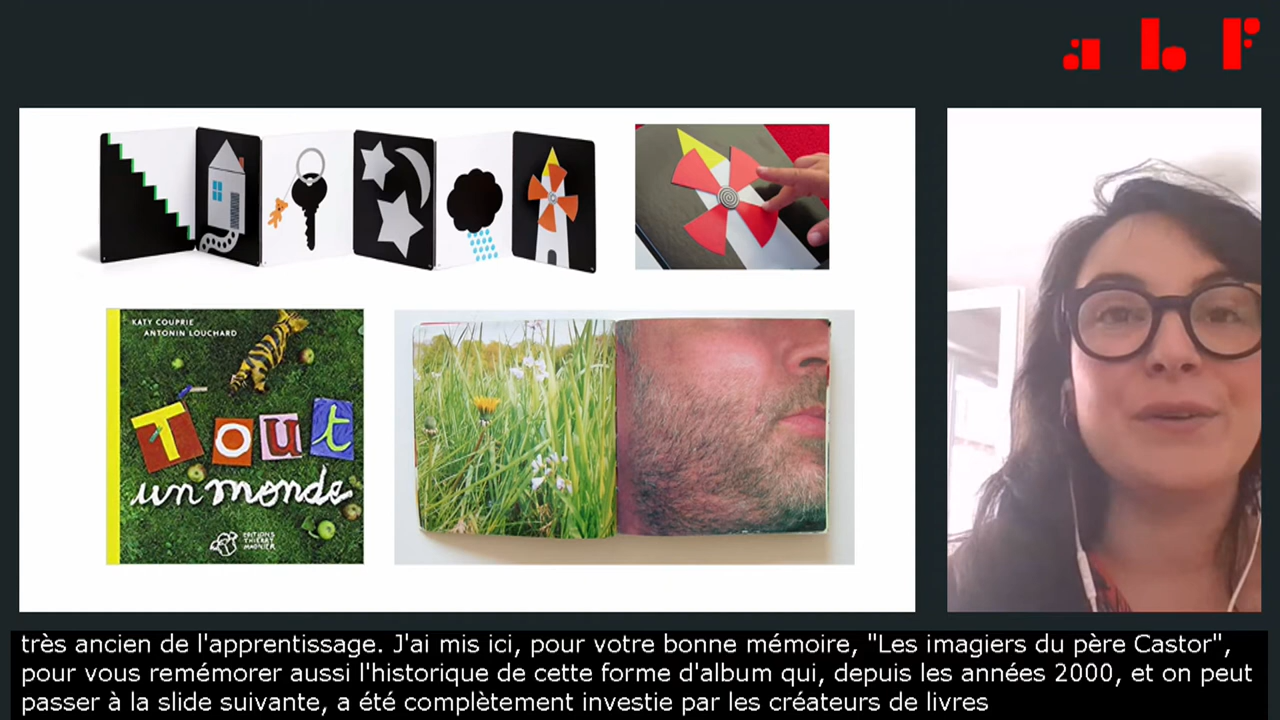 abF
KATY COUPRIE
ANTONIN LOUCHARD
Tout
un monde
EDITIONS
THIERRY
MAGNIER
très ancien de l'apprentissage. J'ai mis ici, pour votre bonne mémoire, "Les imagiers du père Castor",
pour vous remémorer aussi l'historique de cette forme d'album qui, depuis les années 2000, et on peut
passer à la slide suivante, a été complètement investie par les créateurs de livres